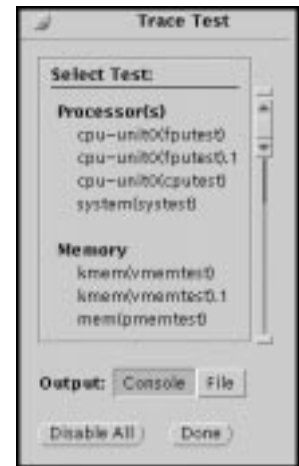 Trace Test
Select Test:
Processor(s)
cpu-unit0(fputest)
cpu-unit0(fputest).1
cpu-unit0(cputest)
system(systest)
Memory
kmem(vmemtest)
kmem(vmemtest).1
mem(pmemtest)
Output: Console File
Disable All Done